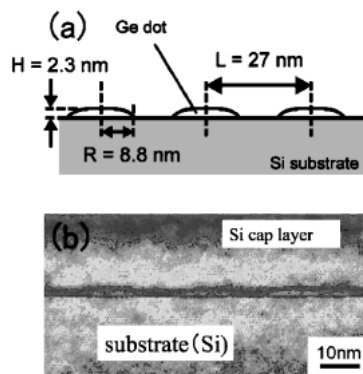 (a)
Ge dot
H = 2.3 nm
L = 27 nm
R = 8.8 nm
Si substrate
(b)
Si cap layer
substrate(Si)
10nm